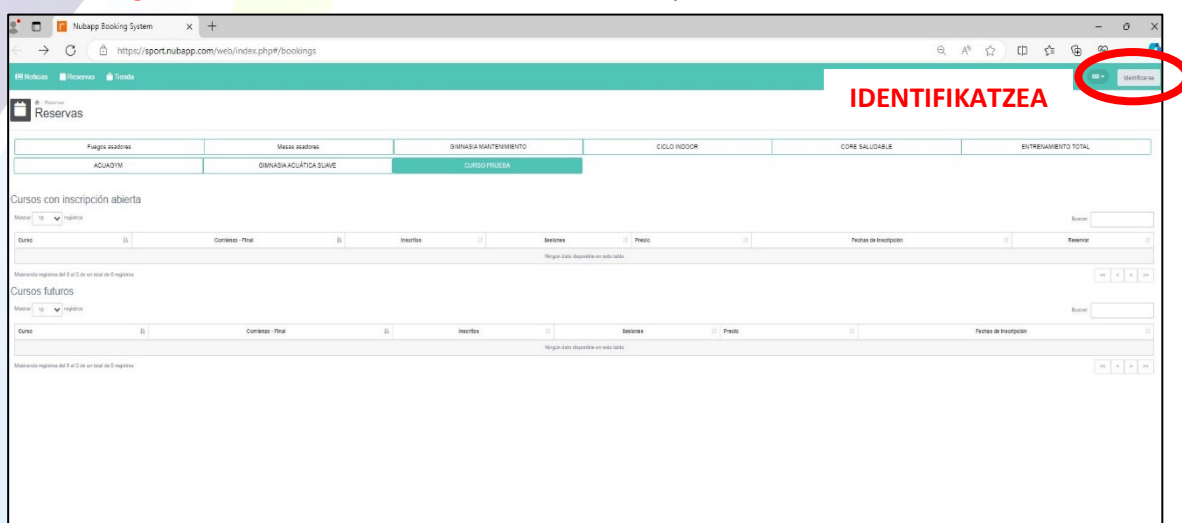 Nubapp Booking System
https://sport.nubapp.com/web/index.php#/bookings
Noticias Reservas Tienda
Identificarse
IDENTIFIKATZEA
Reservas
Reservas
Fuegos asadores Mesas asadores GIMNASIA MANTENIMIENTO CICLO INDOOR CORE SALUDABLE ENTRENAMIENTO TOTAL
ACUAGYM GIMNASIA ACUÁTICA SUAVE CURSO PRUEBA
Cursos con inscripción abierta
Mostrar 10 registros Buscar:
Curso Comienzo - Final Inscritos Sesiones Precio Fechas de Inscripción Reservar
Ningún dato disponible en esta tabla
Mostrando registros del 0 al 0 de un total de 0 registros
Cursos futuros
Mostrar 10 registros Buscar:
Curso Comienzo - Final Inscritos Sesiones Precio Fechas de Inscripción
Ningún dato disponible en esta tabla
Mostrando registros del 0 al 0 de un total de 0 registros